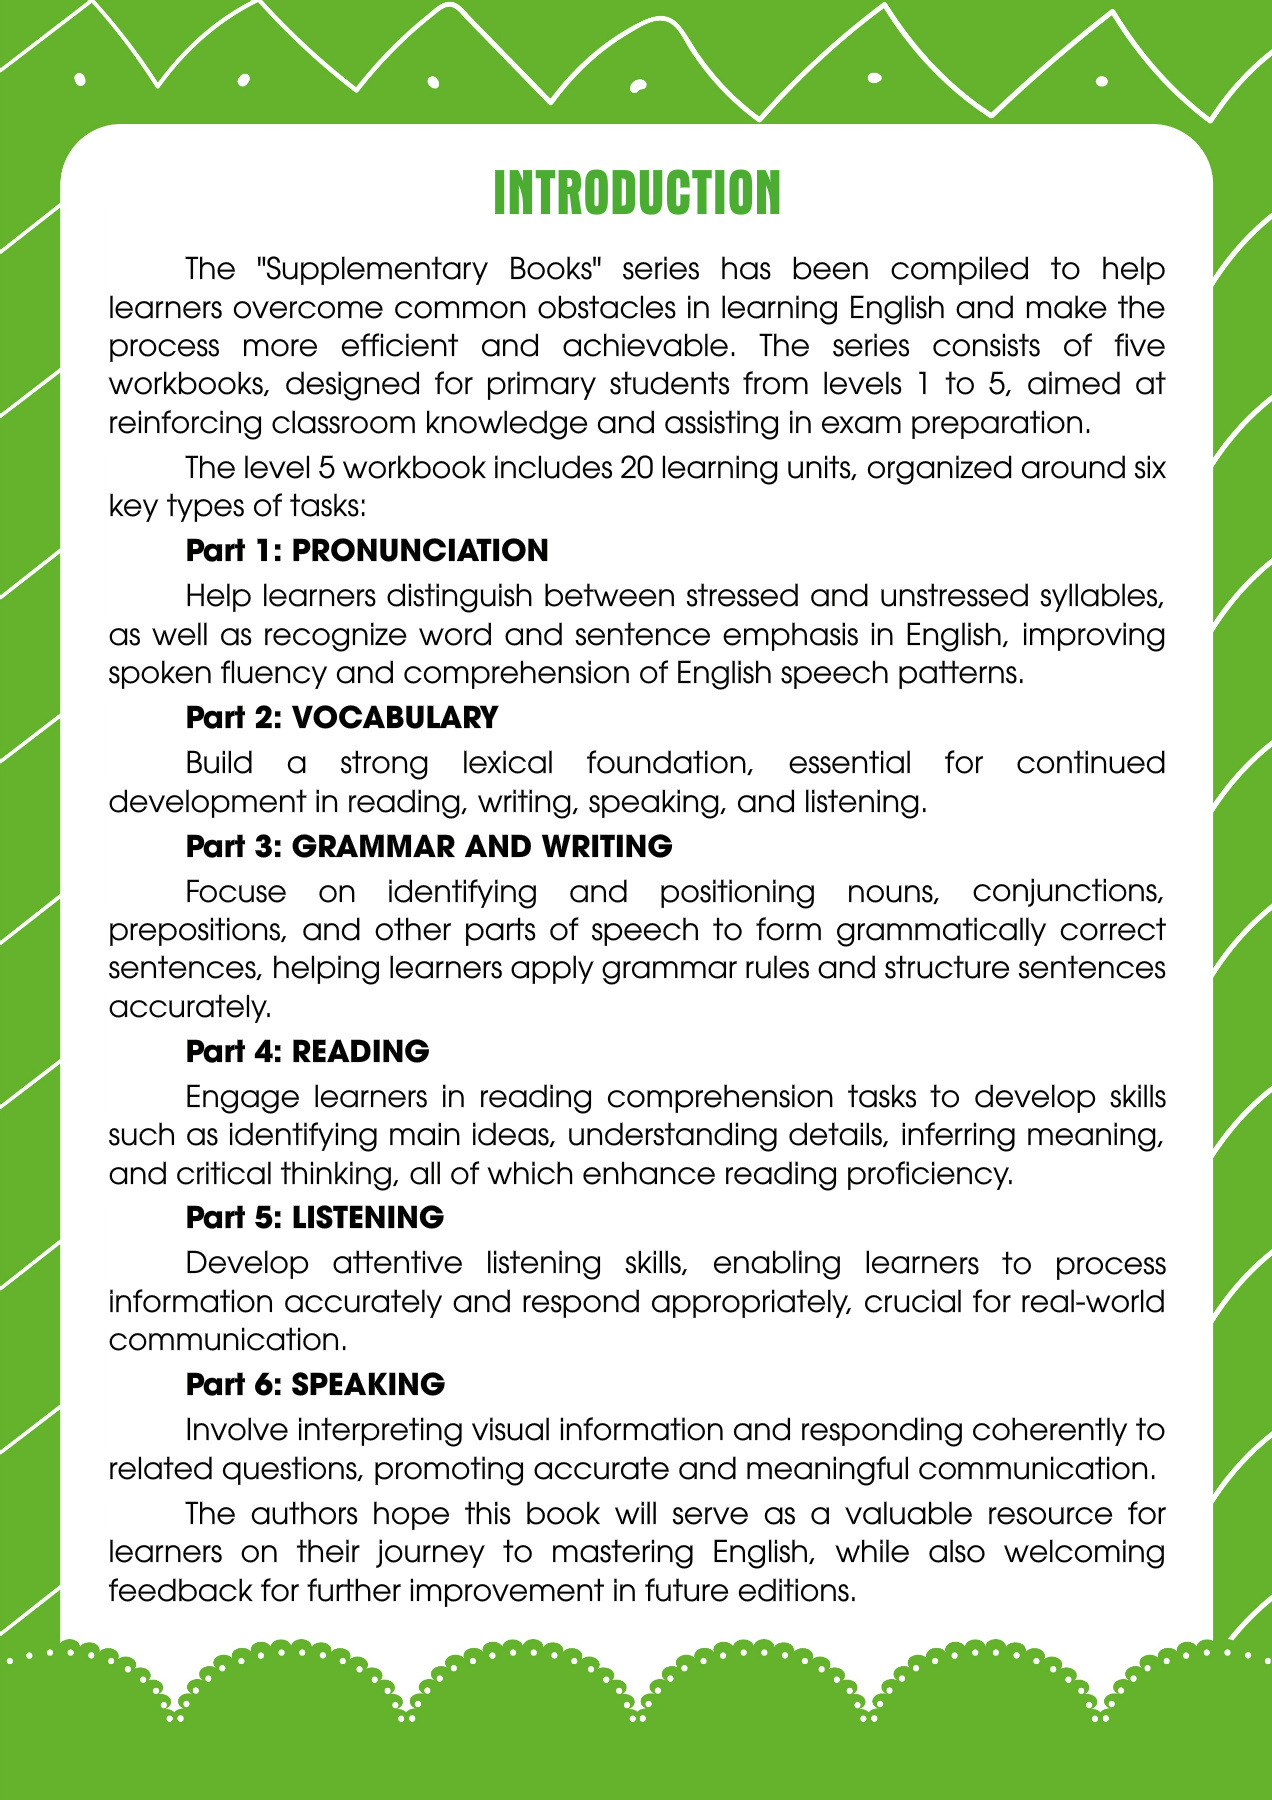 INTRODUCTION
The "Supplementary Books" series has been compiled to help
learners overcome common obstacles in learning English and make the
process more efficient and achievable. The series consists of five
workbooks, designed for primary students from levels 1 to 5, aimed at
reinforcing classroom knowledge and assisting in exam preparation.
The level 5 workbook includes 20 learning units, organized around six
key types of tasks:
Part 1: PRONUNCIATION
Help learners distinguish between stressed and unstressed syllables,
as well as recognize word and sentence emphasis in English, improving
spoken fluency and comprehension of English speech patterns.
Part 2: VOCABULARY
Build a strong lexical foundation, essential for continued
development in reading, writing, speaking, and listening.
Part 3: GRAMMAR AND WRITING
Focuse on identifying and positioning nouns, conjunctions,
prepositions, and other parts of speech to form grammatically correct
sentences, helping learners apply grammar rules and structure sentences
accurately.
Part 4: READING
Engage learners in reading comprehension tasks to develop skills
such as identifying main ideas, understanding details, inferring meaning,
and critical thinking, all of which enhance reading proficiency.
Part 5: LISTENING
Develop attentive listening skills, enabling learners to process
information accurately and respond appropriately, crucial for real-world
communication.
Part 6: SPEAKING
Involve interpreting visual information and responding coherently to
related questions, promoting accurate and meaningful communication.
The authors hope this book will serve as a valuable resource for
learners on their journey to mastering English, while also welcoming
feedback for further improvement in future editions.